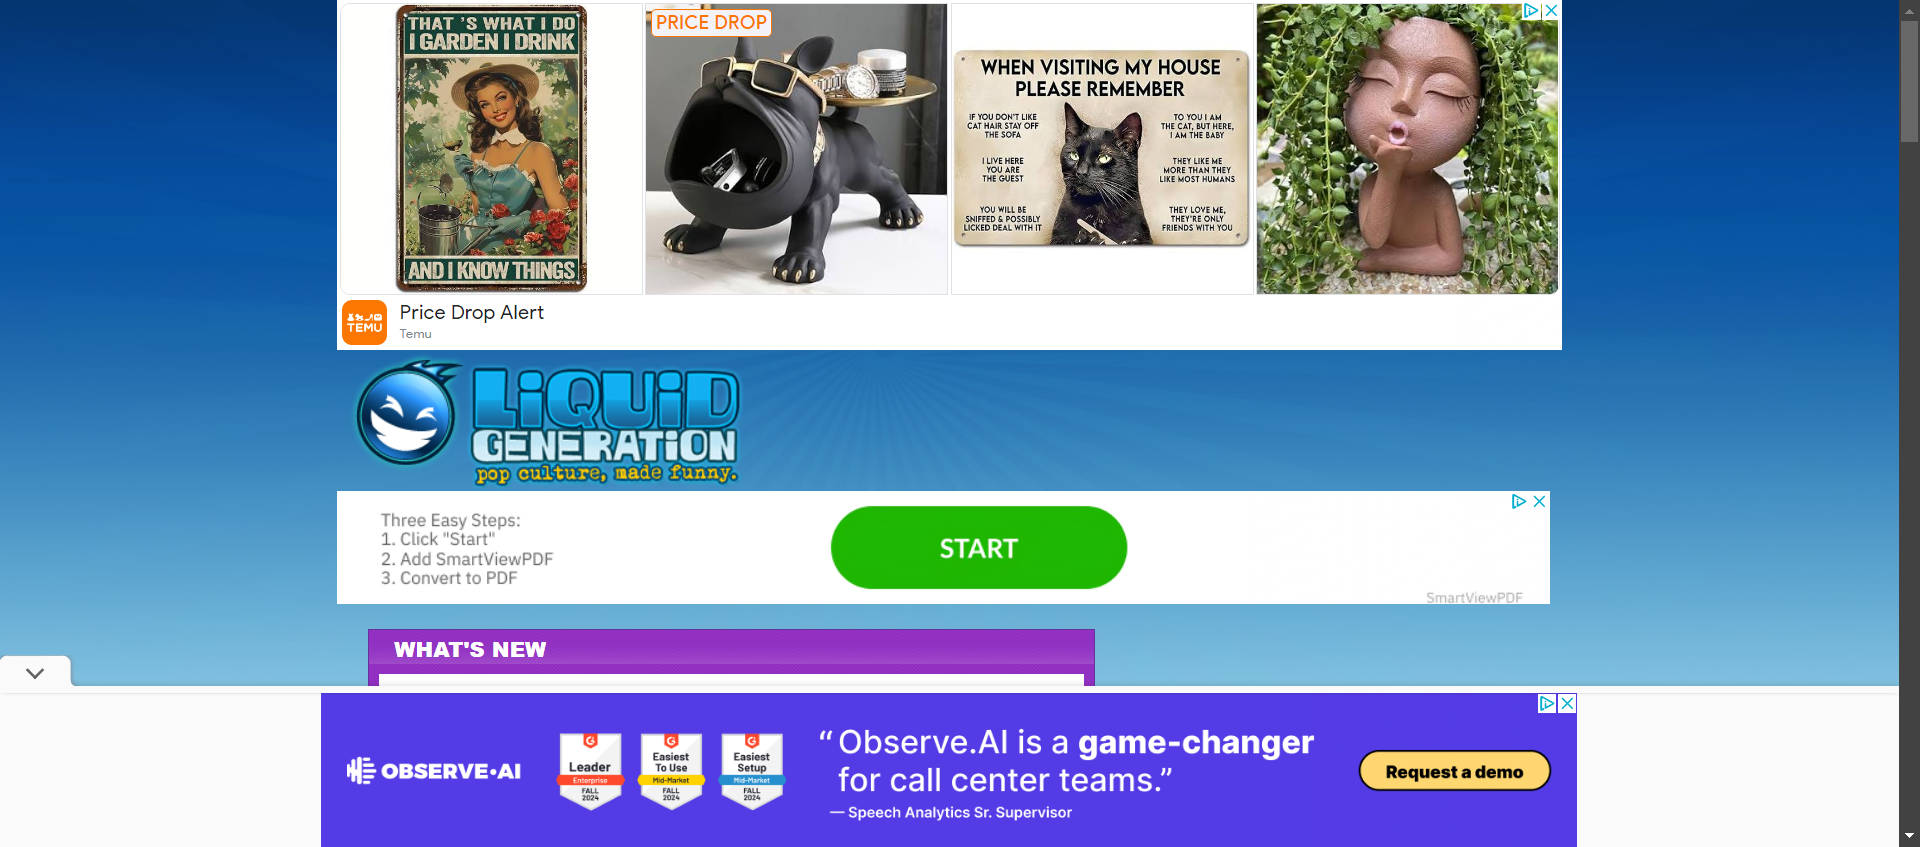 THAT'S WHAT I DO
I GARDEN I DRINK
AND I KNOW THINGS
PRICE DROP
WHEN VISITING MY HOUSE
PLEASE REMEMBER
IF YOU DON'T LIKE
CAT HAIR STAY OFF
THE SOFA
I LIVE HERE
YOU ARE
THE GUEST
YOU WILL BE
SNIFFED & POSSIBLY
LICKED DEAL WITH IT
TO YOU I AM
THE CAT, BUT HERE,
I AM THE BABY
THEY LIKE ME
MORE THAN THEY
LIKE MOST HUMANS
THEY LOVE ME,
THEY'RE ONLY
FRIENDS WITH YOU
TEMU
Price Drop Alert
Temu
LiQUiD
GENERATiON
pop culture, made funny.
Three Easy Steps:
1. Click "Start"
2. Add SmartViewPDF
3. Convert to PDF
START
SmartViewPDF
WHAT'S NEW
OBSERVE•AI
Leader
Enterprise
FALL
2024
Easiest
To Use
Mid-Market
FALL
2024
Easiest
Setup
Mid-Market
FALL
2024
“Observe.AI is a game-changer
for call center teams.”
— Speech Analytics Sr. Supervisor
Request a demo